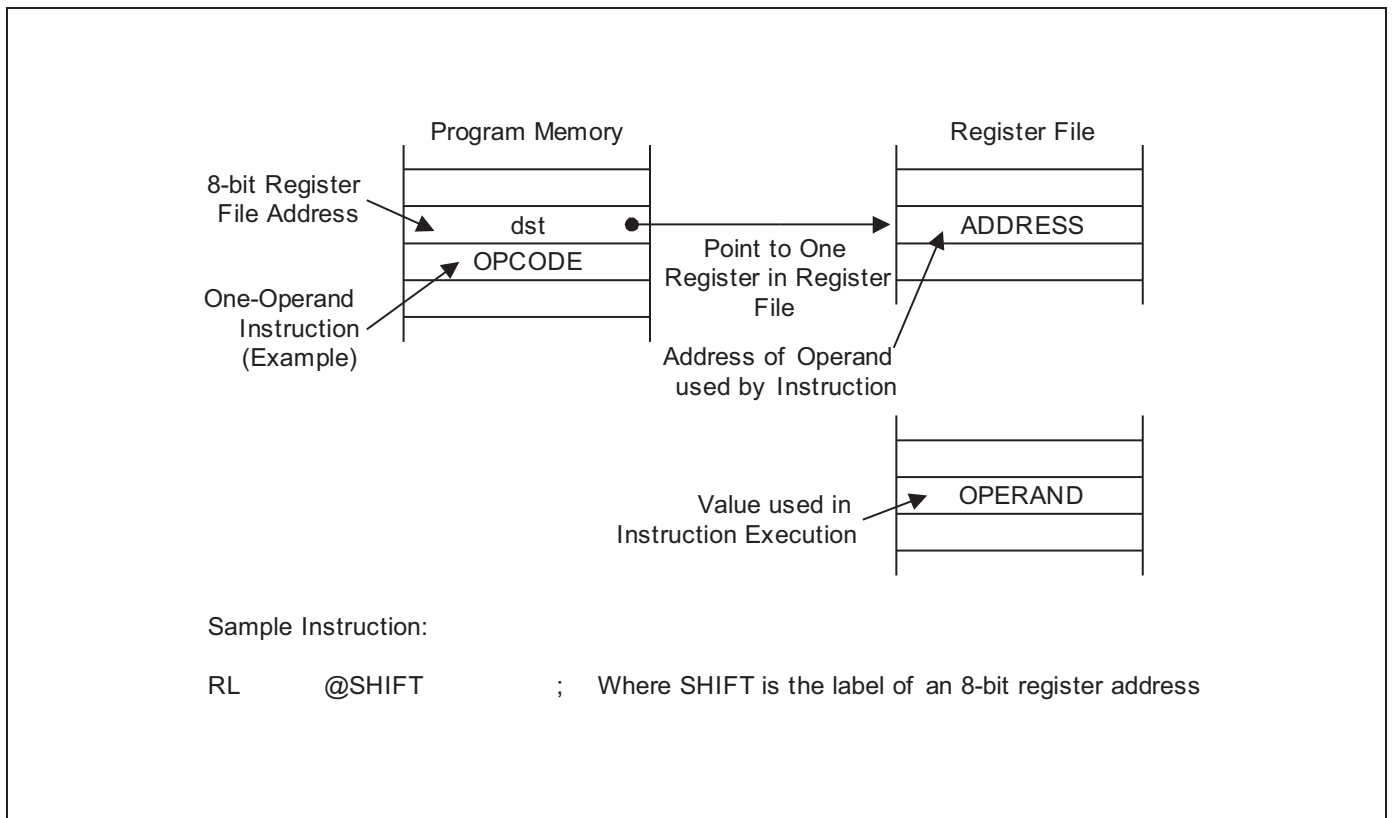 Program Memory
Register File
8-bit Register
File Address
dst
ADDRESS
OPCODE
Point to One
Register in Register
File
One-Operand
Instruction
(Example)
Address of Operand
used by Instruction
OPERAND
Value used in
Instruction Execution
Sample Instruction:
RL @SHIFT ; Where SHIFT is the label of an 8-bit register address